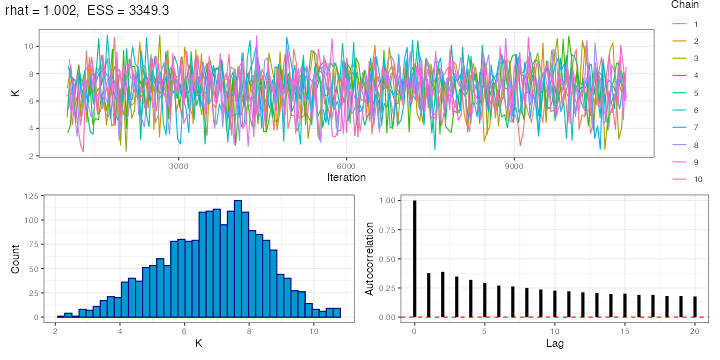 rhat = 1.002, ESS = 3349.3
Chain
1
2
3
4
5
6
7
8
9
10
K
10
8
6
4
2
3000 6000 9000
Iteration
Count
125
100
75
50
25
0
2 4 6 8 10
K
Autocorrelation
1.00
0.75
0.50
0.25
0.00
0 5 10 15 20
Lag